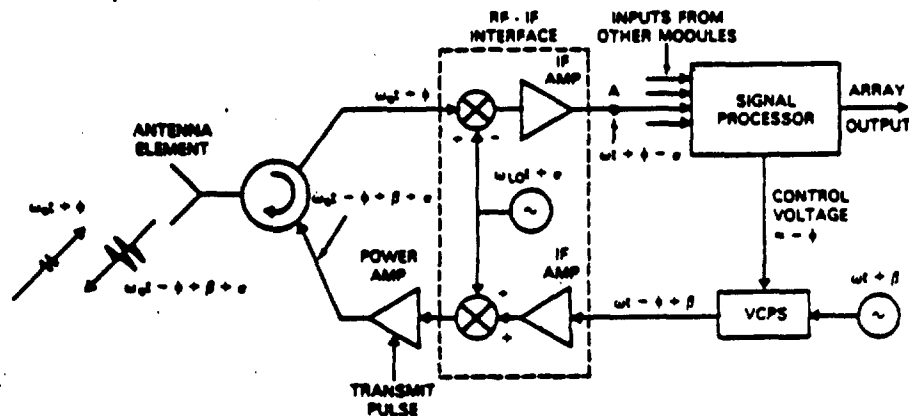 RF - IF
INTERFACE
INPUTS FROM
OTHER MODULES
IF
AMP
ω₀t + φ
A
SIGNAL
PROCESSOR
ARRAY
OUTPUT
ANTENNA
ELEMENT
+ -
ωt + φ - e
ω₀t + φ
ω₀t - φ + β + e
ω_LO t + e
CONTROL
VOLTAGE
≈ - φ
POWER
AMP
IF
AMP
ωt + β
ω₀t - φ + β + e
+
+
ωt - φ + β
VCPS
~
~
TRANSMIT
PULSE